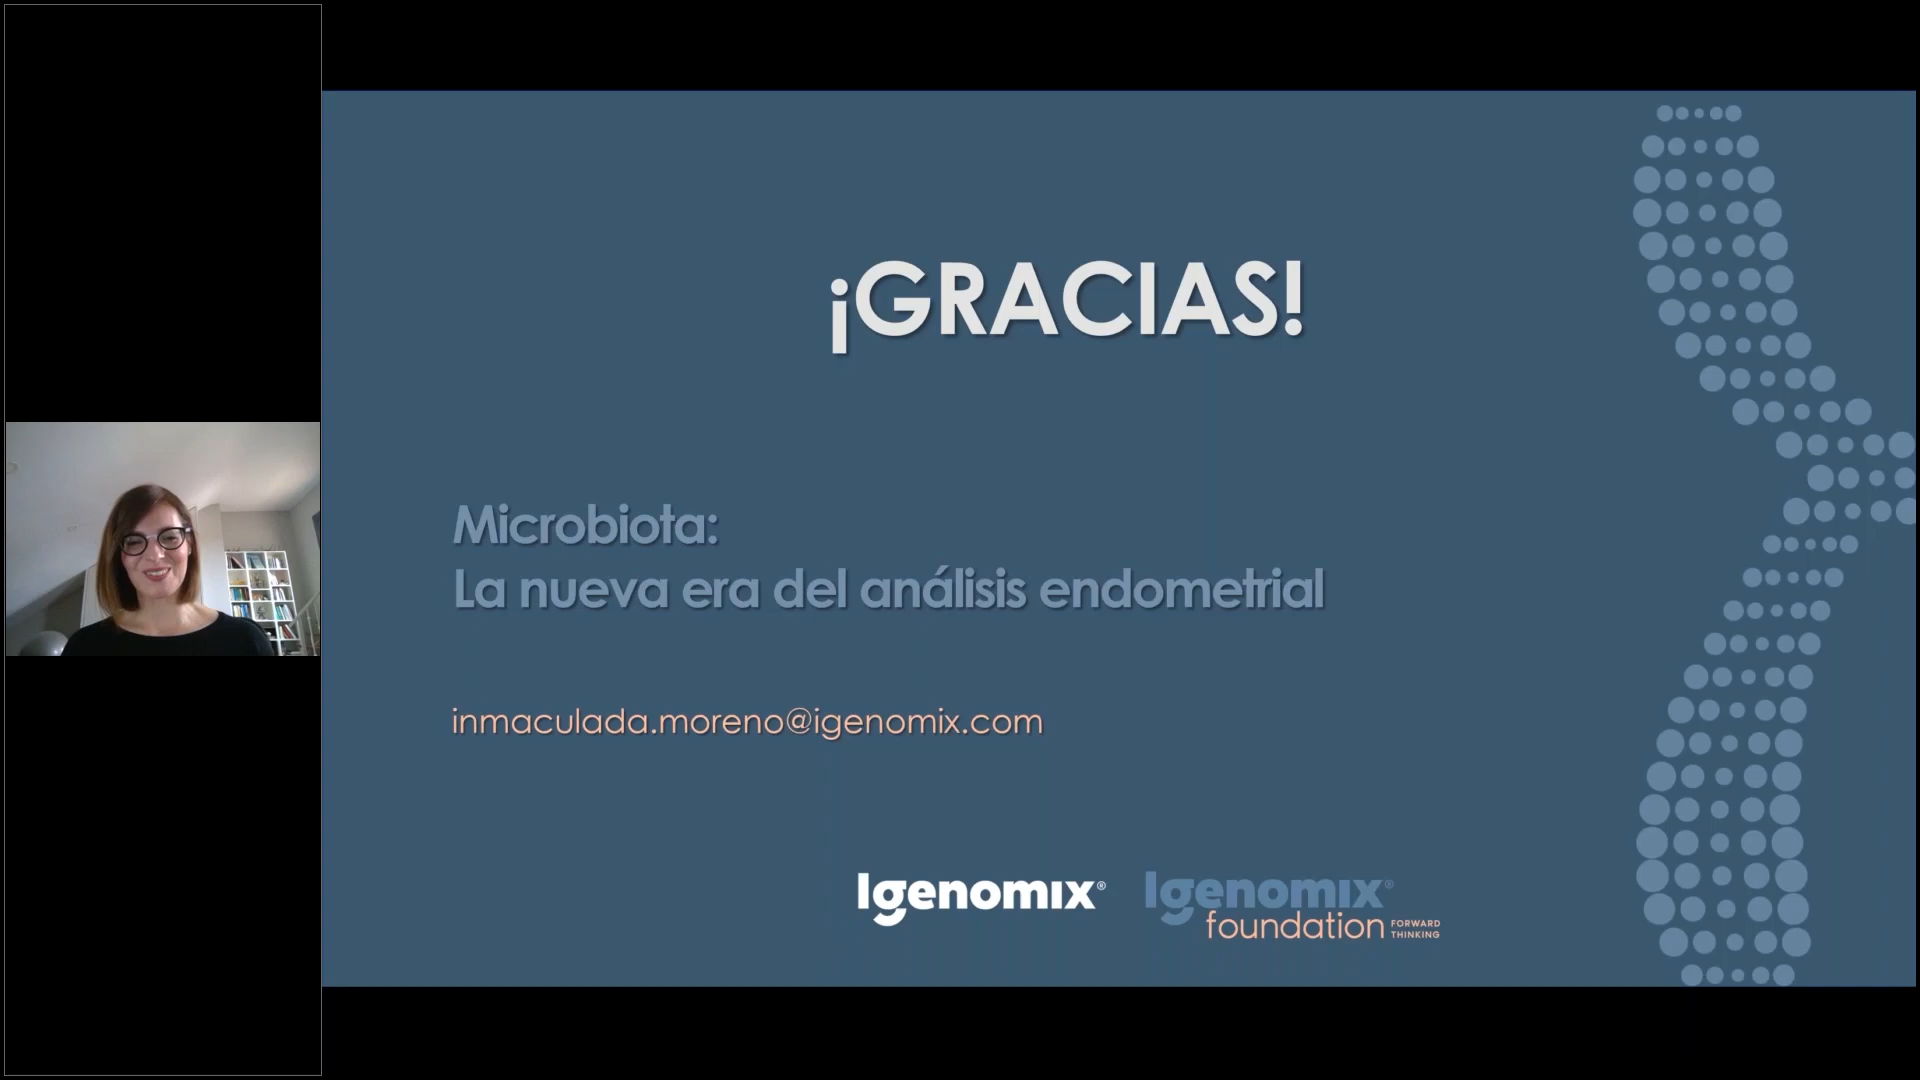 ¡GRACIAS!
Microbiota:
La nueva era del análisis endometrial
inmaculada.moreno@igenomix.com
Igenomix®
Igenomix®
foundation FORWARD
THINKING